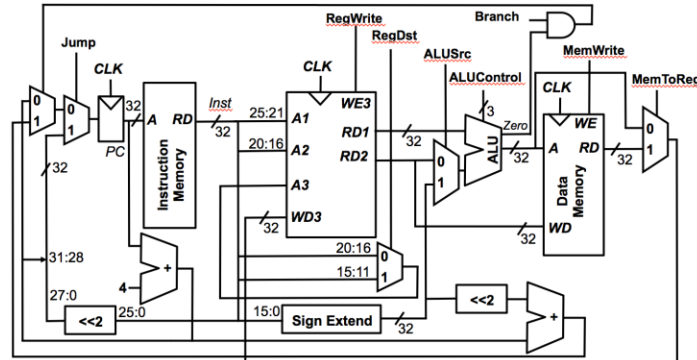 Branch
RegWrite
RegDst
Jump
ALUSrc
MemWrite
CLK
CLK
ALUControl
CLK
MemToReg
0
1
0
1
32
A
RD
Inst
32
25:21
A1
WE3
3
Zero
WE
PC
Instruction
Memory
20:16
A2
RD1
32
RD2
0
1
ALU
32
A
RD
32
0
1
32
A3
Data
Memory
32
WD3
32
WD
32
31:28
+
20:16
0
4
15:11
1
27:0
<<2
25:0
15:0
Sign Extend
32
<<2
+